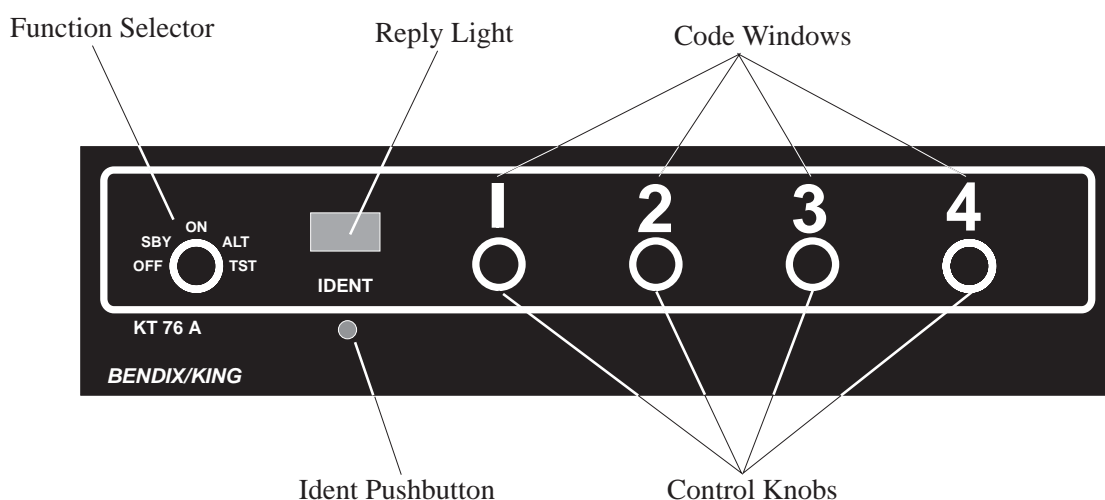 Function Selector
Reply Light
Code Windows
1 2 3 4
ON
SBY ALT
OFF TST
IDENT
KT 76 A
BENDIX/KING
Ident Pushbutton
Control Knobs